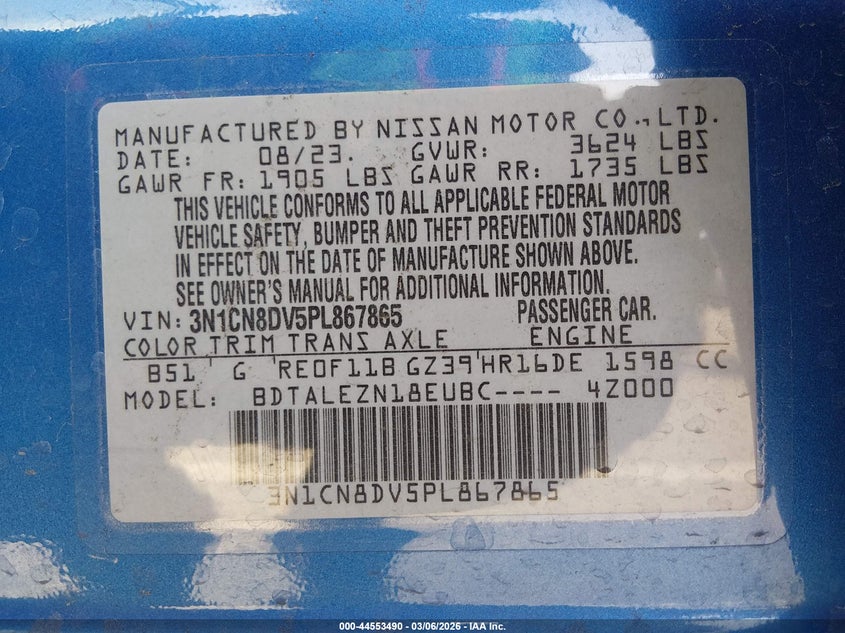 MANUFACTURED BY NISSAN MOTOR CO., LTD.
DATE: 08/23. GVWR: 3624 LBS
GAWR FR: 1905 LBS GAWR RR: 1735 LBS
THIS VEHICLE CONFORMS TO ALL APPLICABLE FEDERAL MOTOR
VEHICLE SAFETY, BUMPER AND THEFT PREVENTION STANDARDS
IN EFFECT ON THE DATE OF MANUFACTURE SHOWN ABOVE.
SEE OWNER'S MANUAL FOR ADDITIONAL INFORMATION.
VIN: 3N1CN8DV5PL867865 PASSENGER CAR.
COLOR TRIM TRANS AXLE ENGINE
B51 G RE0F11B GZ39 HR16DE 1598 CC
MODEL: BDTALEZN18EUBC---- 4Z000
3N1CN8DV5PL867865
000-44553490 - 03/06/2026 - IAA Inc.